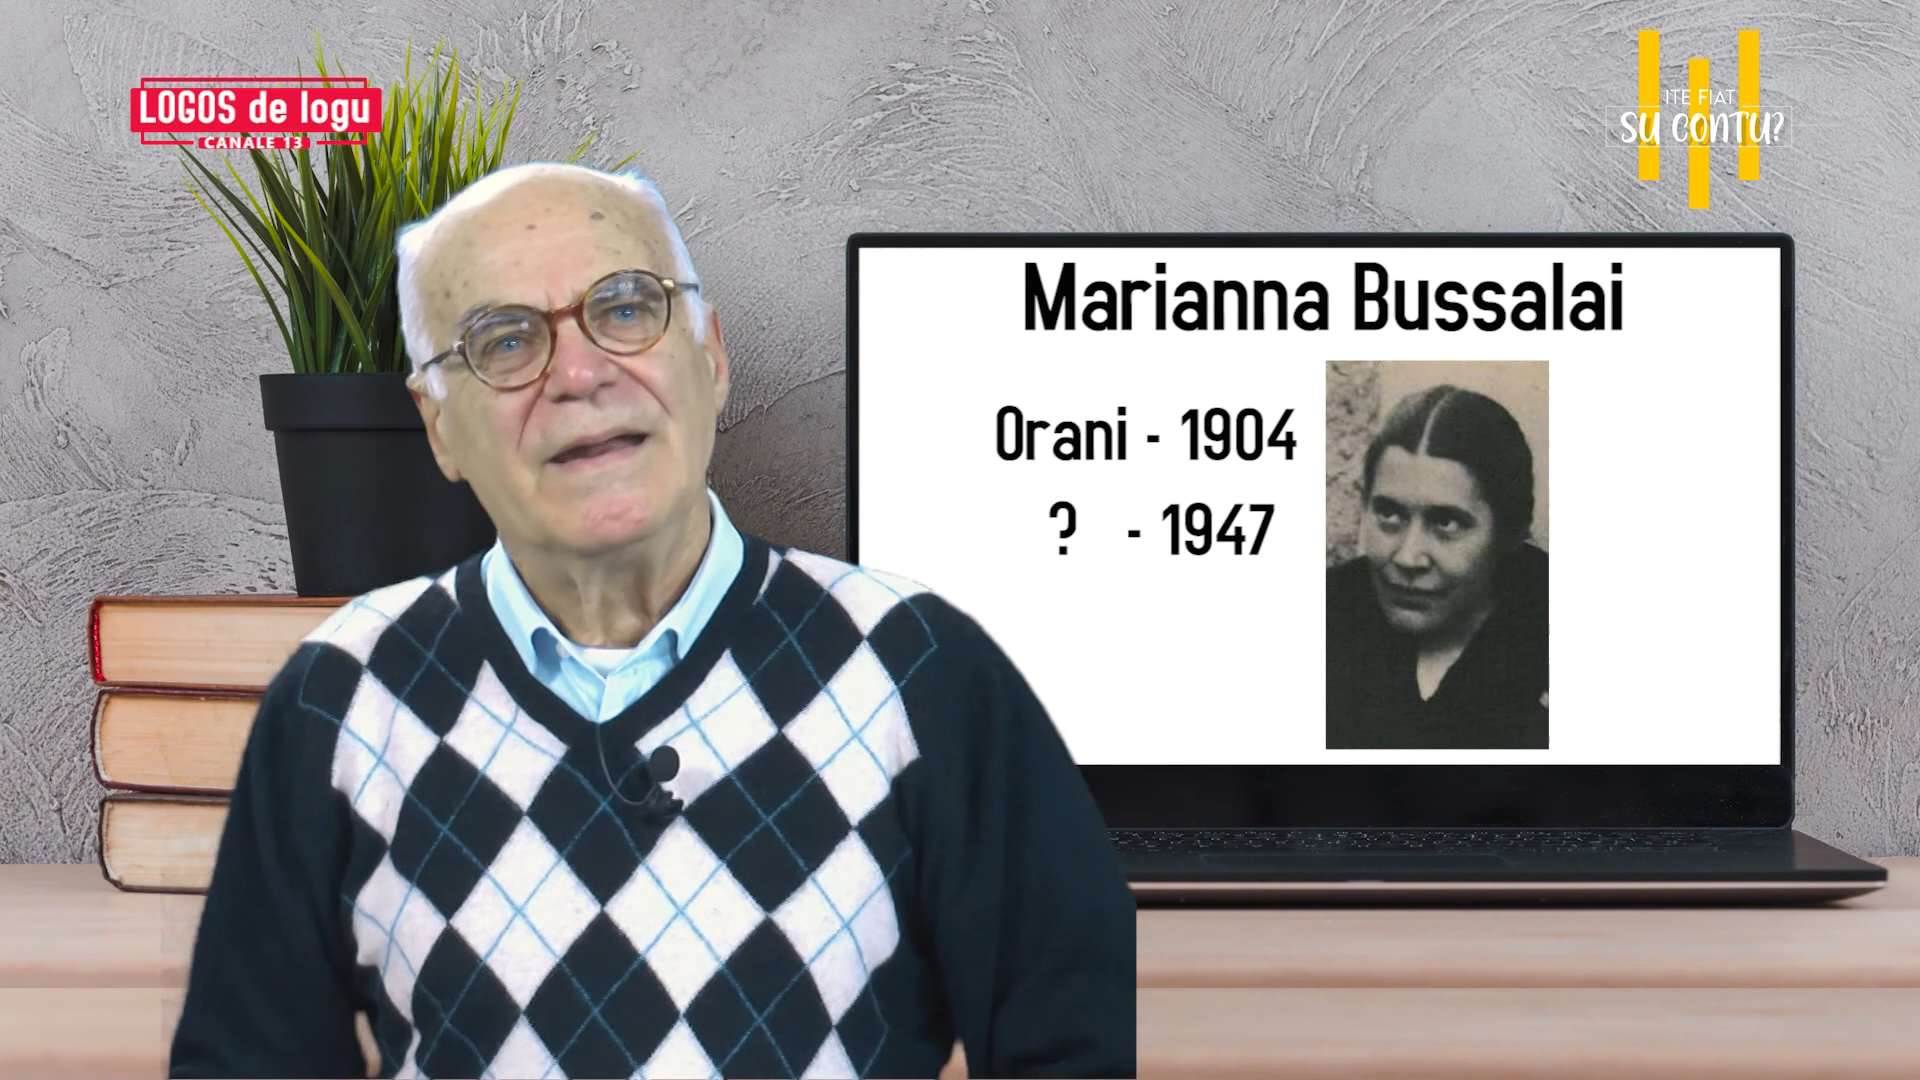 LOGOS de logu
CANALE 13
ITE FIAT
SU CONTU?
Marianna Bussalai
Orani - 1904
? - 1947